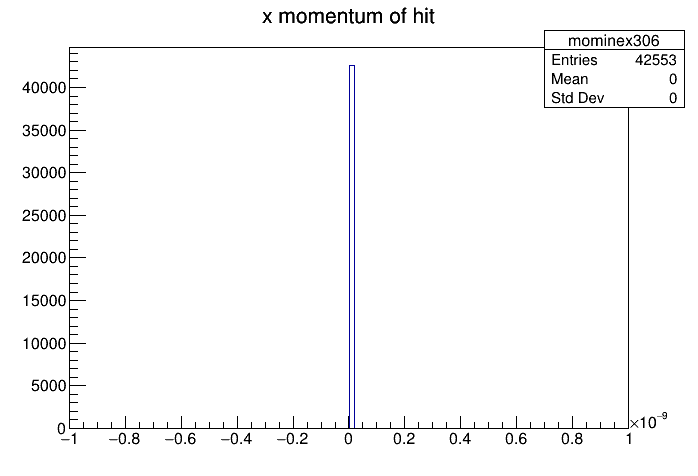 x momentum of hit
mominex306
Entries 42553
Mean 0
Std Dev 0
40000
35000
30000
25000
20000
15000
10000
5000
0
−1 −0.8 −0.6 −0.4 −0.2 0 0.2 0.4 0.6 0.8 1
×10⁻⁹